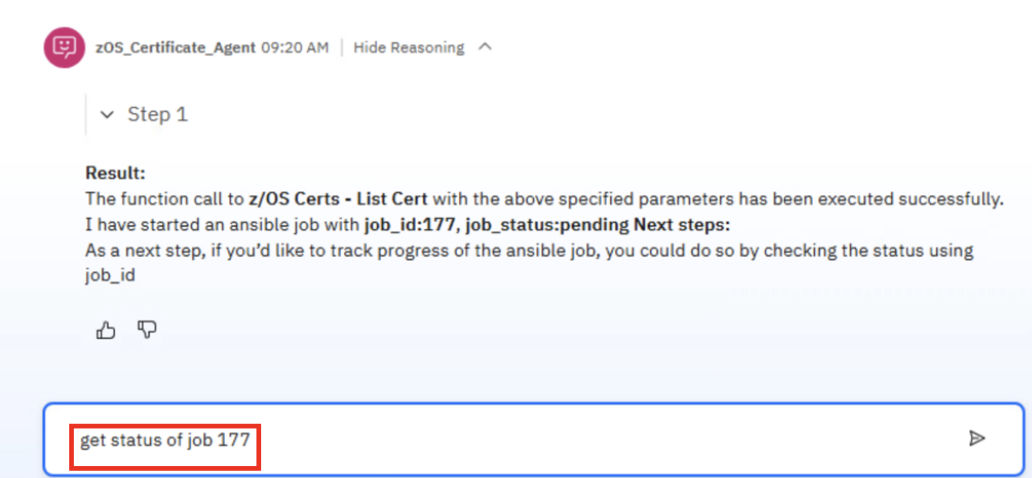 zOS_Certificate_Agent 09:20 AM | Hide Reasoning
Step 1
Result:
The function call to z/OS Certs - List Cert with the above specified parameters has been executed successfully.
I have started an ansible job with job_id:177, job_status:pending Next steps:
As a next step, if you’d like to track progress of the ansible job, you could do so by checking the status using
job_id
get status of job 177